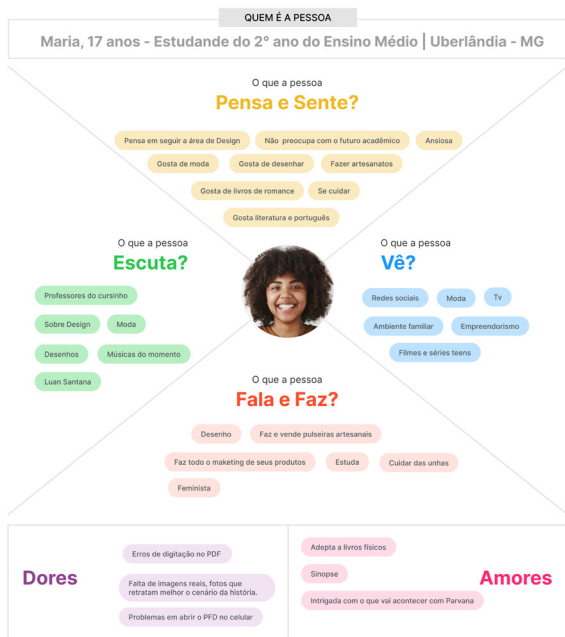 QUEM É A PESSOA
Maria, 17 anos - Estudande do 2° ano do Ensino Médio | Uberlândia - MG
O que a pessoa
Pensa e Sente?
Pensa em seguir a área de Design
Não preocupa com o futuro acadêmico
Ansiosa
Gosta de moda
Gosta de desenhar
Fazer artesanatos
Gosta de livros de romance
Se cuidar
Gosta literatura e português
O que a pessoa
Escuta?
Professores do cursinho
Sobre Design
Moda
Desenhos
Músicas do momento
Luan Santana
O que a pessoa
Vê?
Redes sociais
Moda
Tv
Ambiente familiar
Empreendorismo
Filmes e séries teens
O que a pessoa
Fala e Faz?
Desenho
Faz e vende pulseiras artesanais
Faz todo o maketing de seus produtos
Estuda
Cuidar das unhas
Feminista
Dores
Erros de digitação no PDF
Falta de imagens reais, fotos que
retratam melhor o cenário da história.
Problemas em abrir o PFD no celular
Amores
Adepta a livros físicos
Sinopse
Intrigada com o que vai acontecer com Parvana